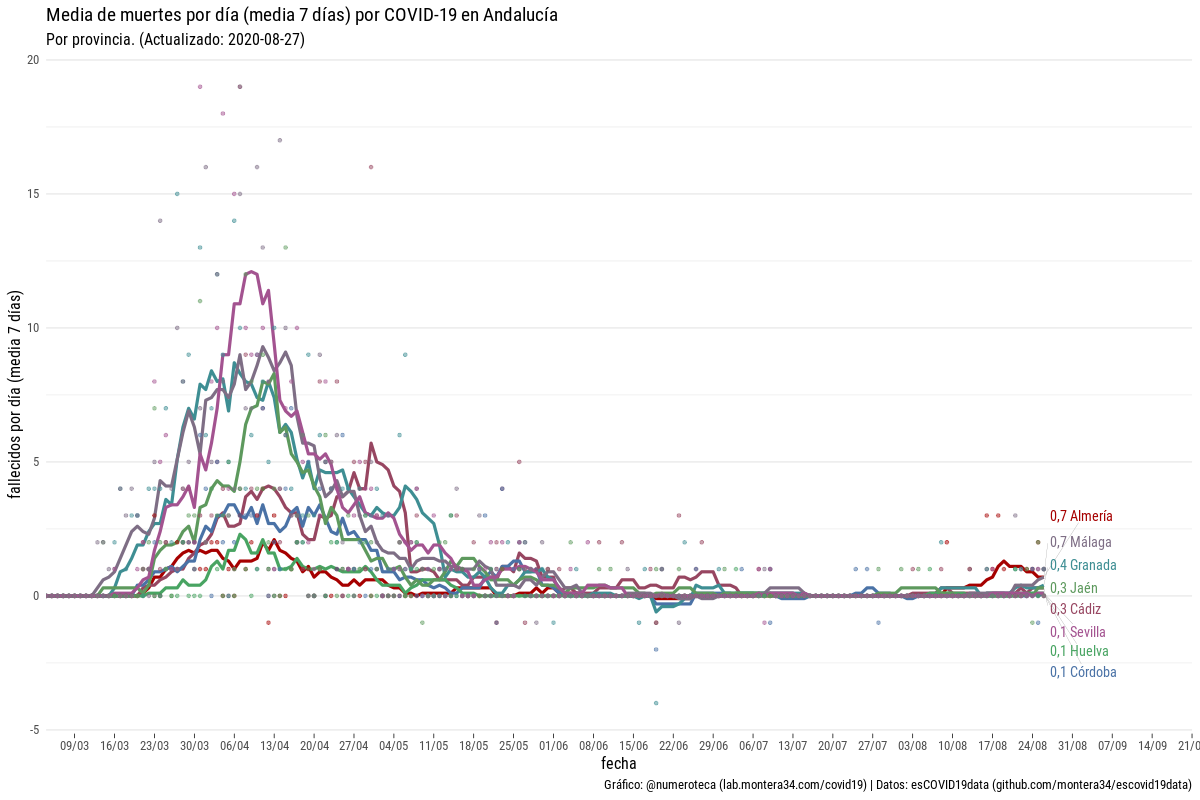 Media de muertes por día (media 7 días) por COVID-19 en Andalucía
Por provincia. (Actualizado: 2020-08-27)
fallecidos por día (media 7 días)
20
15
10
5
0
-5
0,7 Almería
0,7 Málaga
0,4 Granada
0,3 Jaén
0,3 Cádiz
0,1 Sevilla
0,1 Huelva
0,1 Córdoba
09/03 16/03 23/03 30/03 06/04 13/04 20/04 27/04 04/05 11/05 18/05 25/05 01/06 08/06 15/06 22/06 29/06 06/07 13/07 20/07 27/07 03/08 10/08 17/08 24/08 31/08 07/09 14/09 21/0
fecha
Gráfico: @numeroteca (lab.montera34.com/covid19) | Datos: esCOVID19data (github.com/montera34/escovid19data)